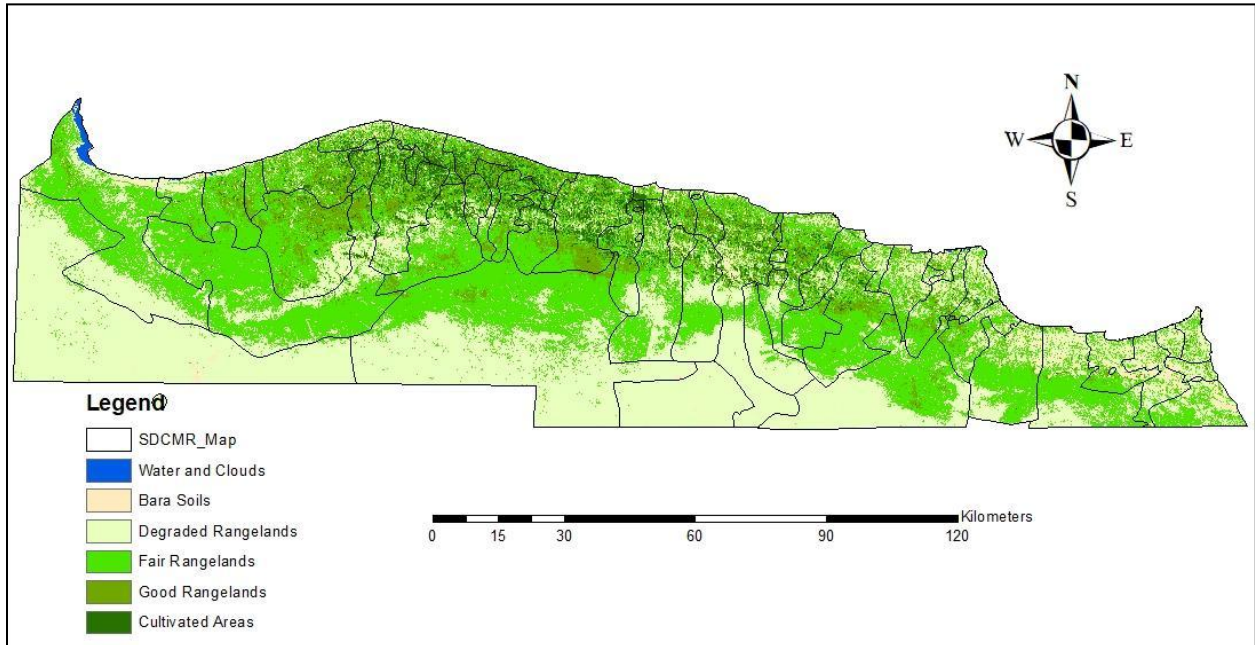 N
W E
S
Legend
SDCMR_Map
Water and Clouds
Bara Soils
Degraded Rangelands
Fair Rangelands
Good Rangelands
Cultivated Areas
Kilometers
0 15 30 60 90 120